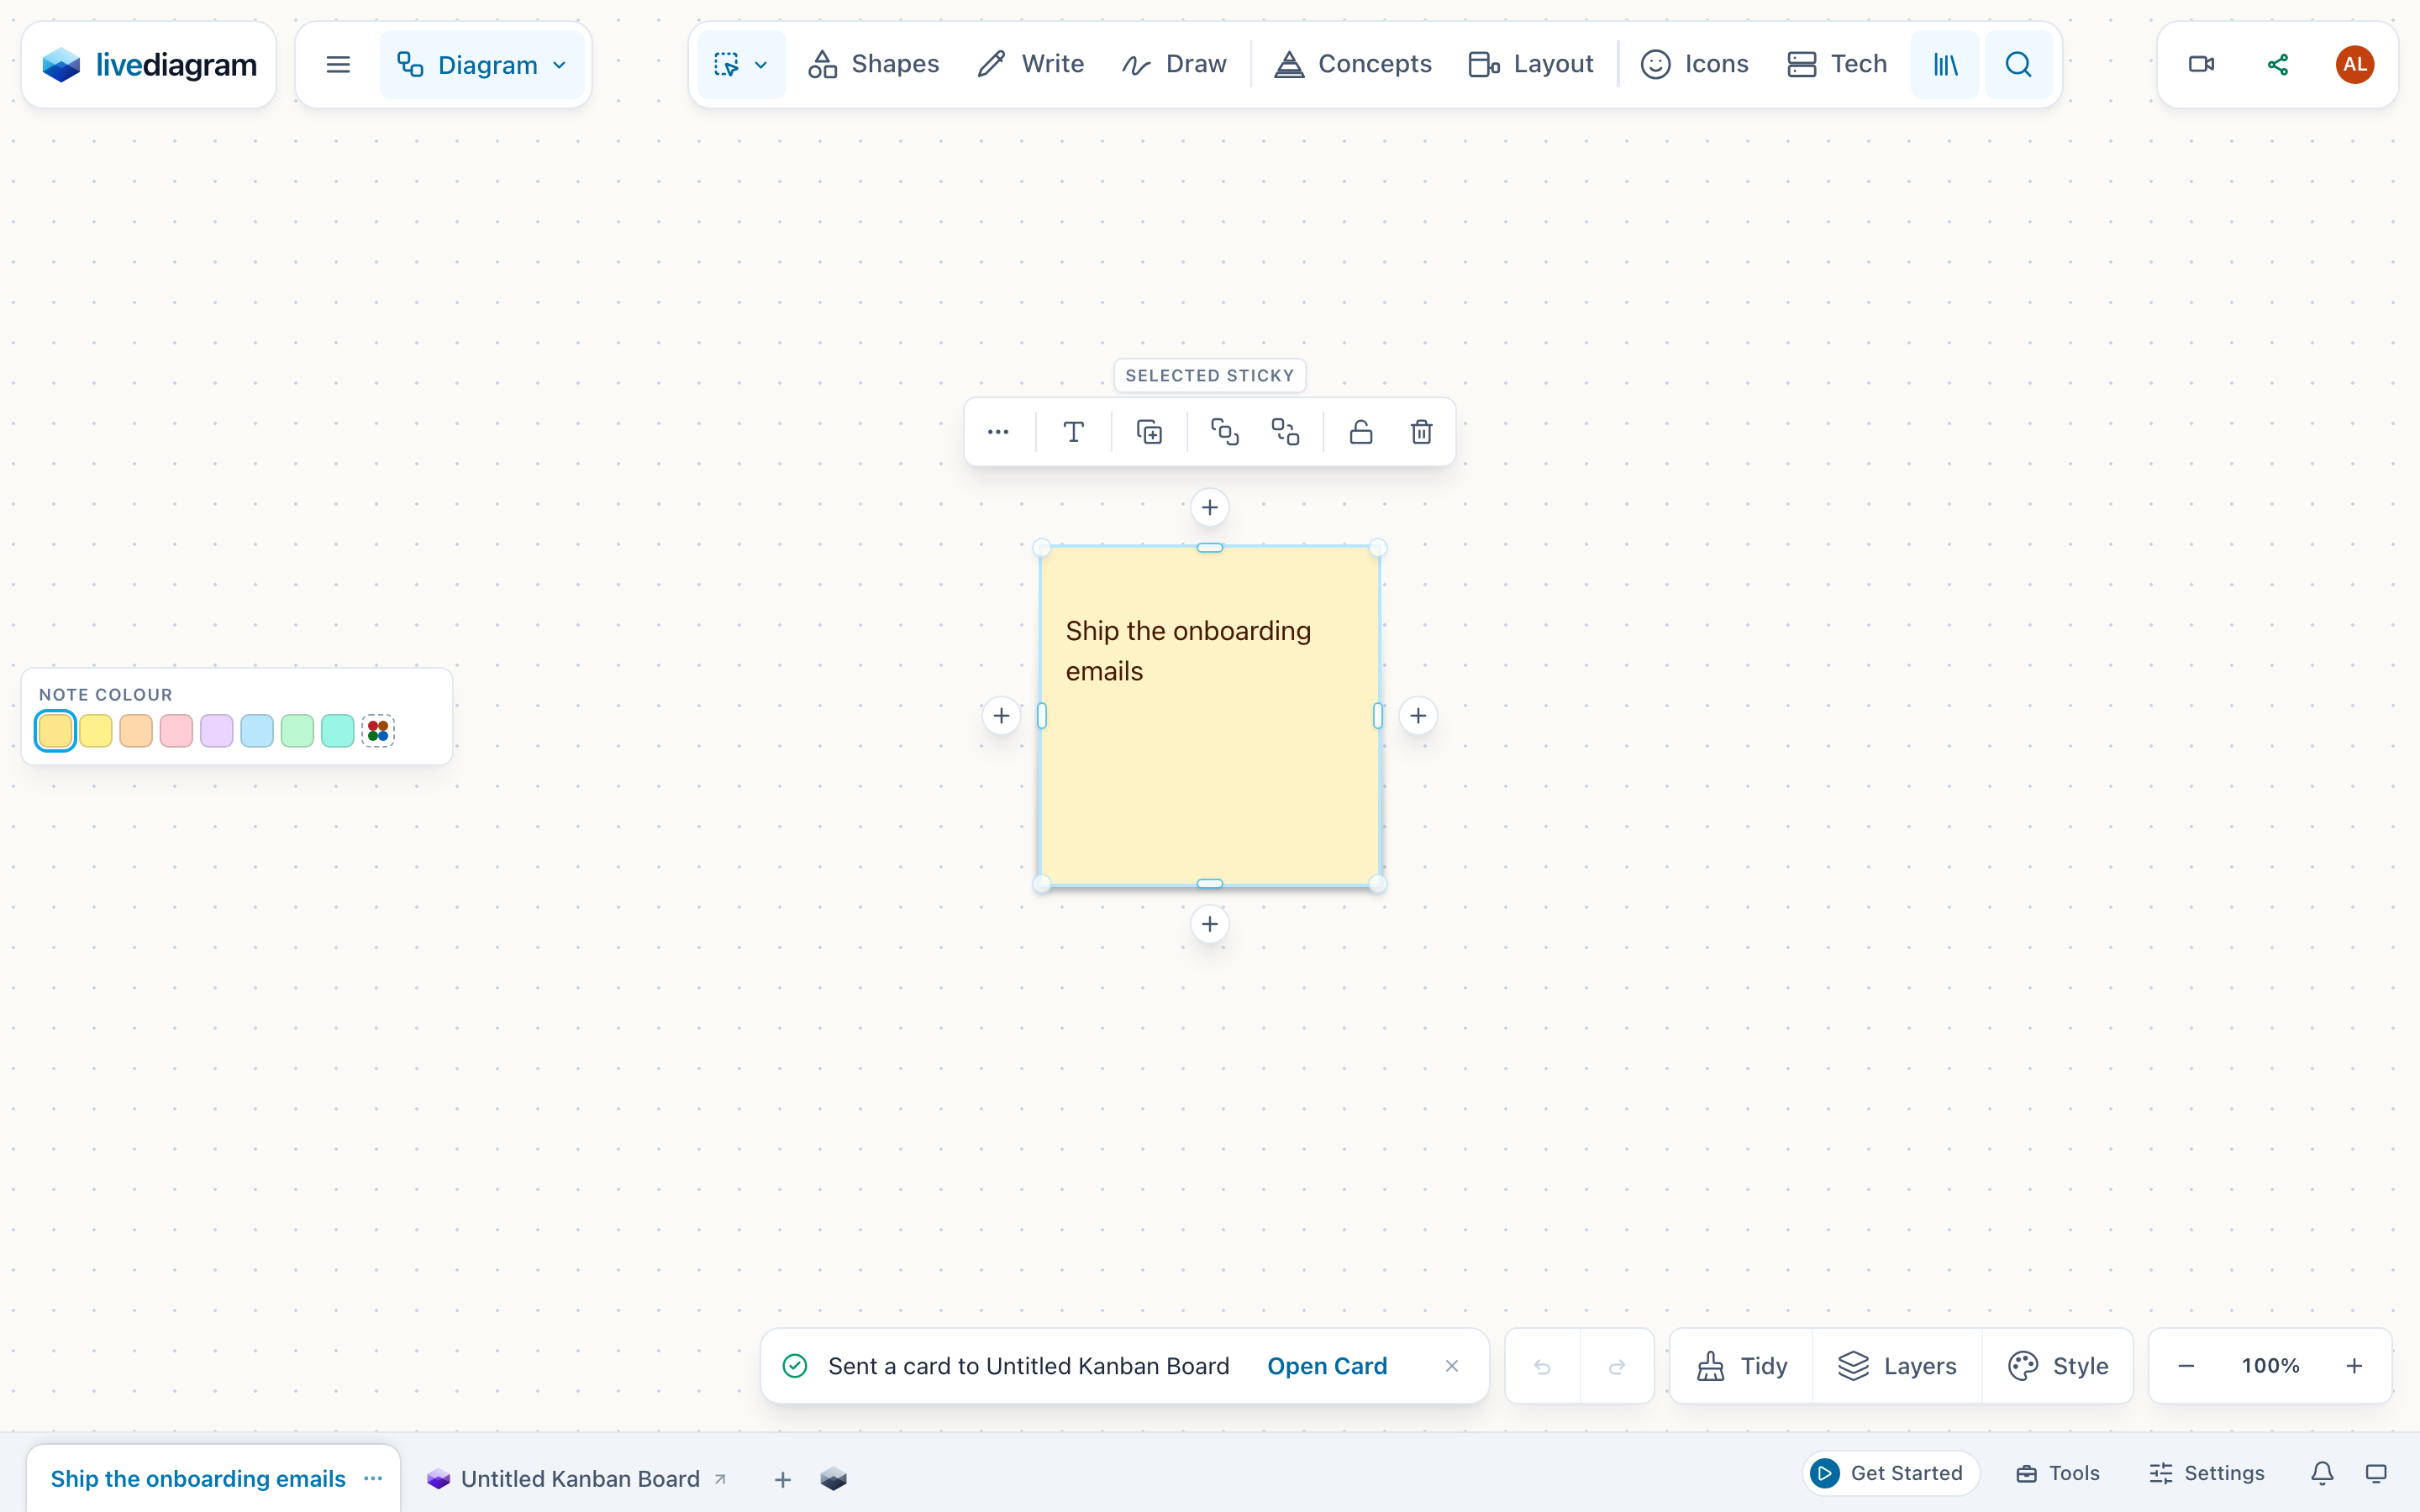 livediagram
Diagram
Shapes
Write
Draw
Concepts
Layout
Icons
Tech
AL
SELECTED STICKY
Ship the onboarding
emails
NOTE COLOUR
Sent a card to Untitled Kanban Board
Open Card
Tidy
Layers
Style
100%
Ship the onboarding emails
Untitled Kanban Board
Get Started
Tools
Settings